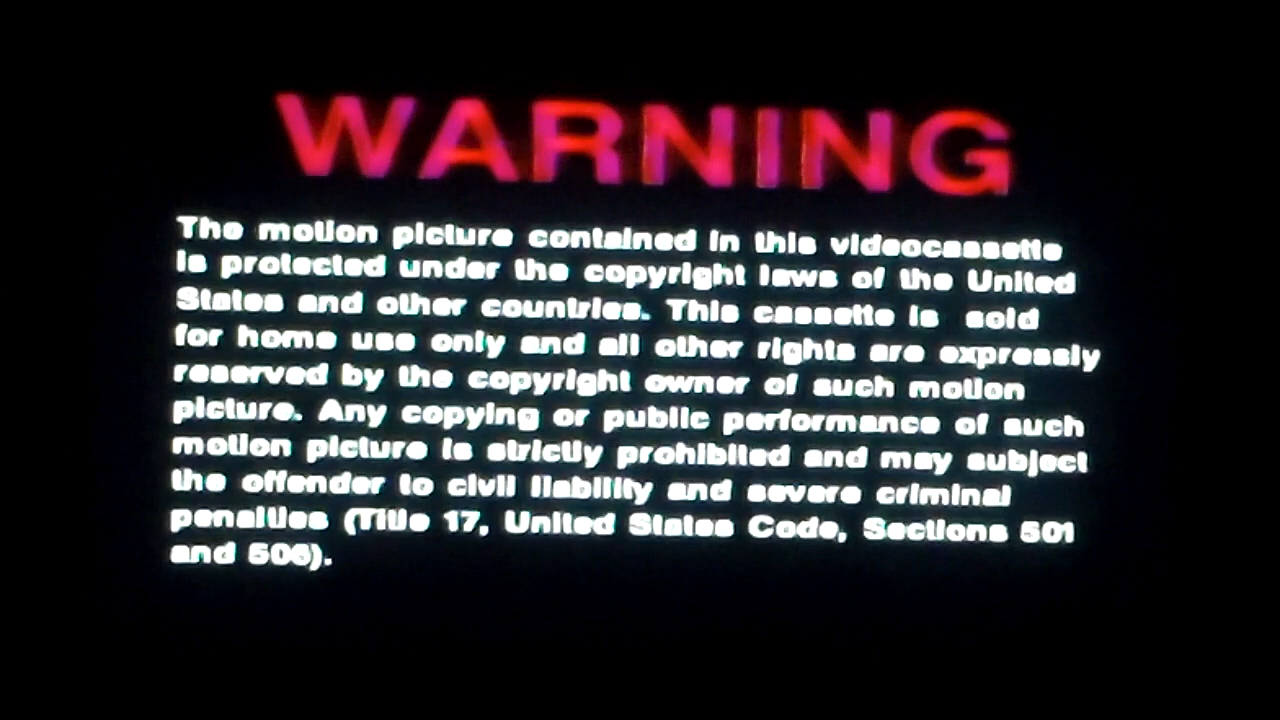 WARNING
The motion picture contained in this videocassette
is protected under the copyright laws of the United
States and other countries. This cassette is sold
for home use only and all other rights are expressly
reserved by the copyright owner of such motion
picture. Any copying or public performance of such
motion picture is strictly prohibited and may subject
the offender to civil liability and severe criminal
penalties (Title 17, United States Code, Sections 501
and 506).